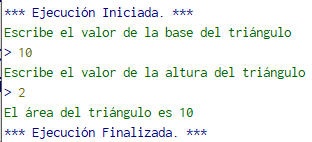 *** Ejecución Iniciada. ***
Escribe el valor de la base del triángulo
> 10
Escribe el valor de la altura del triángulo
> 2
El área del triángulo es 10
*** Ejecución Finalizada. ***